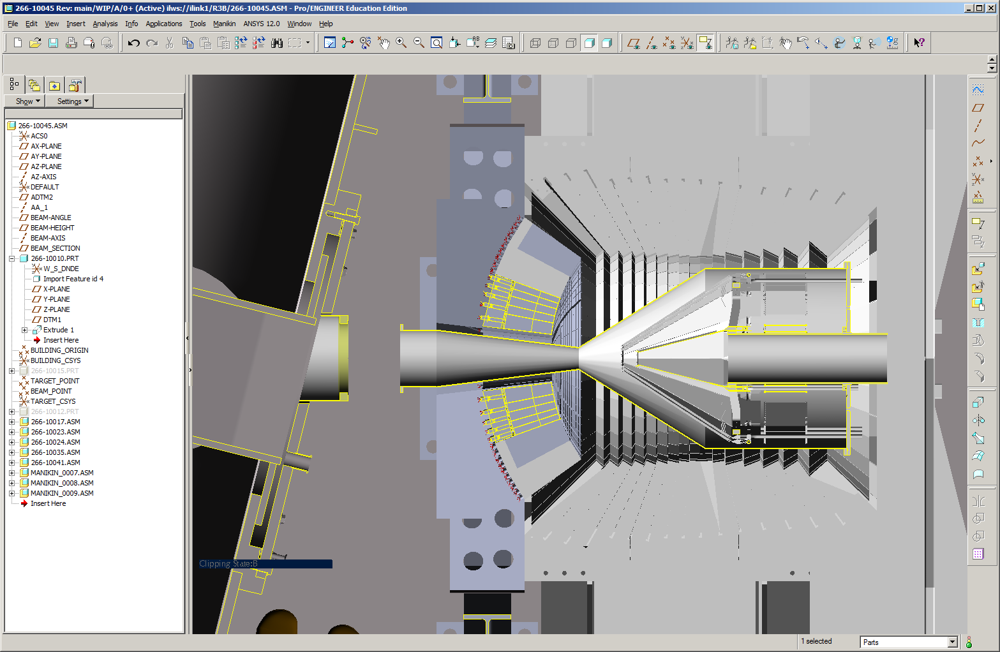 266-10045 Rev: main/WIP/A/0+ (Active) ilws://ilink1/R3B/266-10045.ASM - Pro/ENGINEER Education Edition
File Edit View Insert Analysis Info Applications Tools Manikin ANSYS 12.0 Window Help
Show Settings
266-10045.ASM
ACS0
AX-PLANE
AY-PLANE
AZ-PLANE
AZ-AXIS
DEFAULT
ADTM2
AA_1
BEAM-ANGLE
BEAM-HEIGHT
BEAM-AXIS
BEAM_SECTION
266-10010.PRT
W_S_DNDE
Import Feature id 4
X-PLANE
Y-PLANE
Z-PLANE
DTM1
Extrude 1
Insert Here
BUILDING_ORIGIN
BUILDING_CSYS
266-10015.PRT
TARGET_POINT
BEAM_POINT
TARGET_CSYS
266-10012.PRT
266-10017.ASM
266-10023.ASM
266-10024.ASM
266-10035.ASM
266-10041.ASM
MANIKIN_0007.ASM
MANIKIN_0008.ASM
MANIKIN_0009.ASM
Insert Here
Clipping State:B
1 selected
Parts